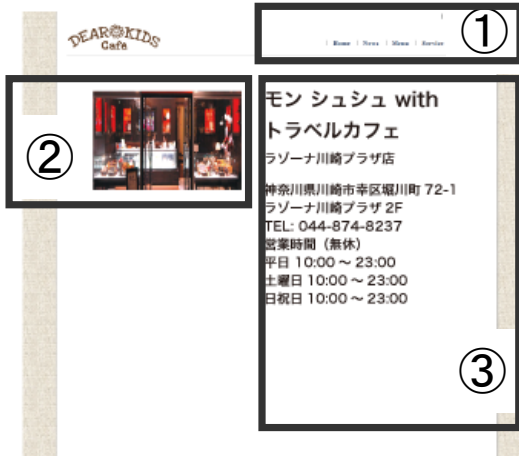 ①
DEAR KIDS
Cafe
| Home | News | Menu | Service
②
モン シュシュ with
トラベルカフェ
ラゾーナ川崎プラザ店
神奈川県川崎市幸区堀川町 72-1
ラゾーナ川崎プラザ 2F
TEL: 044-874-8237
営業時間（無休）
平日 10:00 ～ 23:00
土曜日 10:00 ～ 23:00
日祝日 10:00 ～ 23:00
③